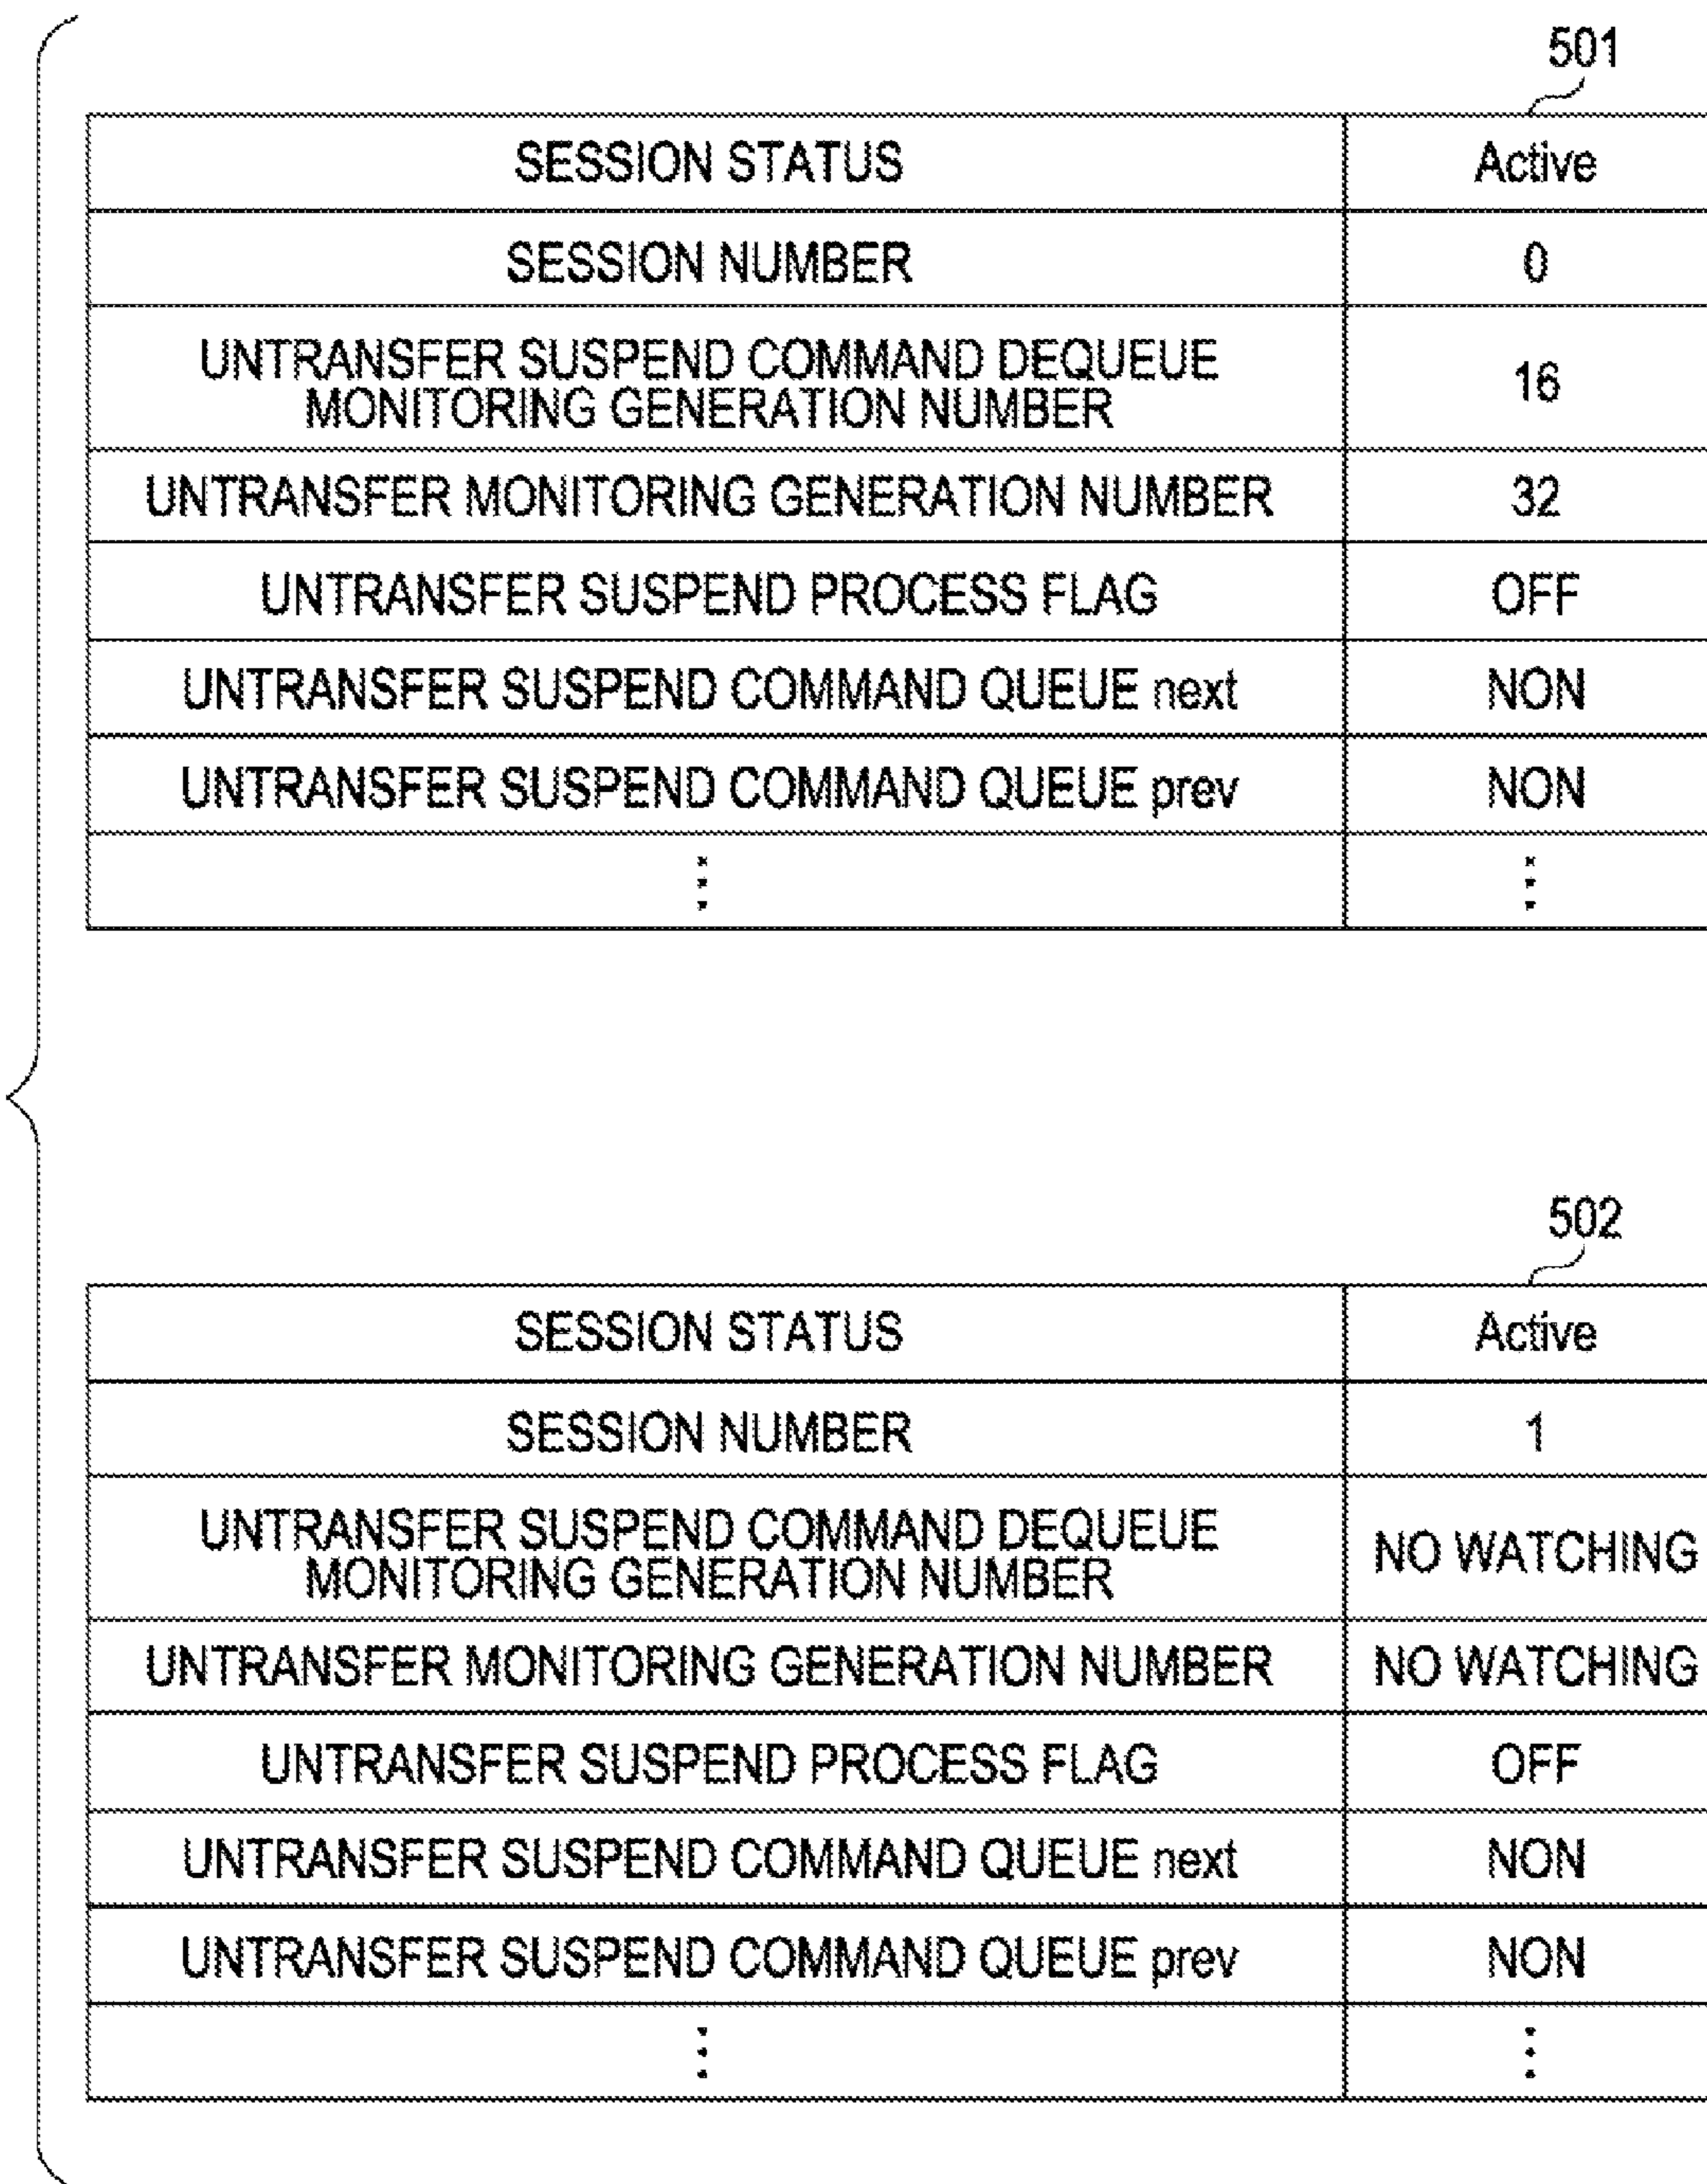 501
SESSION STATUS Active
SESSION NUMBER 0
UNTRANSFER SUSPEND COMMAND DEQUEUE
MONITORING GENERATION NUMBER 16
UNTRANSFER MONITORING GENERATION NUMBER 32
UNTRANSFER SUSPEND PROCESS FLAG OFF
UNTRANSFER SUSPEND COMMAND QUEUE next NON
UNTRANSFER SUSPEND COMMAND QUEUE prev NON
502
SESSION STATUS Active
SESSION NUMBER 1
UNTRANSFER SUSPEND COMMAND DEQUEUE
MONITORING GENERATION NUMBER NO WATCHING
UNTRANSFER MONITORING GENERATION NUMBER NO WATCHING
UNTRANSFER SUSPEND PROCESS FLAG OFF
UNTRANSFER SUSPEND COMMAND QUEUE next NON
UNTRANSFER SUSPEND COMMAND QUEUE prev NON